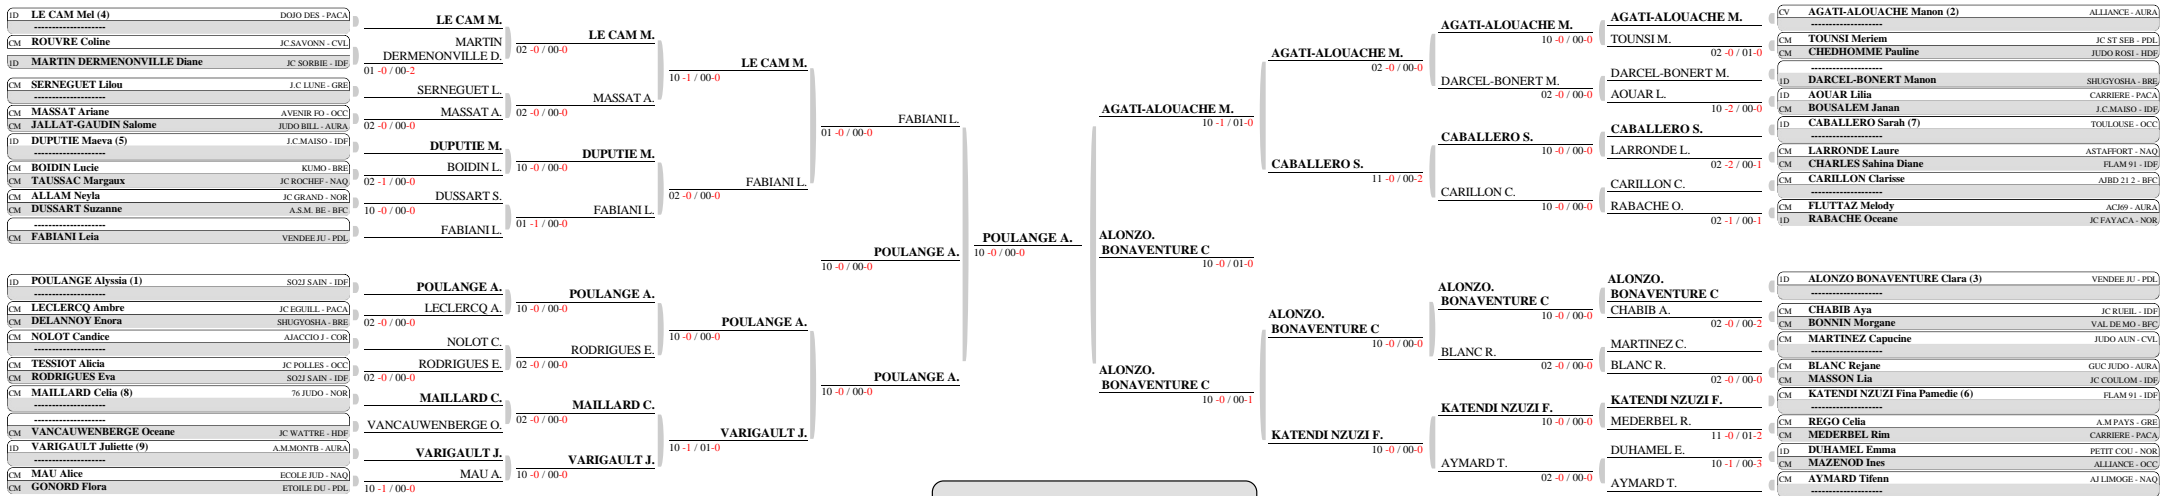 1D LE CAM Mel (4) DOJO DES - PACA
--------------------
CM ROUVRE Coline JC.SAVONN - CVL
1D MARTIN DERMENONVILLE Diane JC SORBIE - IDF
CM SERNEGUET Lilou J.C LUNE - GRE
--------------------
CM MASSAT Ariane AVENIR FO - OCC
CM JALLAT-GAUDIN Salome JUDO BILL - AURA
1D DUPUTIE Maeva (5) J.C.MAISO - IDF
--------------------
CM BOIDIN Lucie KUMO - BRE
CM TAUSSAC Margaux JC ROCHEF - NAQ
CM ALLAM Neyla JC GRAND - NOR
CM DUSSART Suzanne A.S.M. BE - BFC
--------------------
CM FABIANI Leia VENDEE JU - PDL
1D POULANGE Alyssia (1) SO2J SAIN - IDF
--------------------
CM LECLERCQ Ambre JC EGUILL - PACA
CM DELANNOY Enora SHUGYOSHA - BRE
CM NOLOT Candice AJACCIO J - COR
--------------------
CM TESSIOT Alicia JC POLLES - OCC
CM RODRIGUES Eva SO2J SAIN - IDF
CM MAILLARD Celia (8) 76 JUDO - NOR
--------------------
--------------------
CM VANCAUWENBERGE Oceane JC WATTRE - HDF
1D VARIGAULT Juliette (9) A.M.MONTB - AURA
--------------------
CM MAU Alice ECOLE JUD - NAQ
CM GONORD Flora ETOILE DU - PDL
LE CAM M.
MARTIN
DERMENONVILLE D.
01 -0 / 00-2
SERNEGUET L.
MASSAT A.
02 -0 / 00-0
DUPUTIE M.
BOIDIN L.
02 -1 / 00-0
DUSSART S.
10 -0 / 00-0
FABIANI L.
POULANGE A.
LECLERCQ A.
02 -0 / 00-0
NOLOT C.
RODRIGUES E.
02 -0 / 00-0
MAILLARD C.
VANCAUWENBERGE O.
VARIGAULT J.
MAU A.
10 -1 / 00-0
LE CAM M.
02 -0 / 00-0
MASSAT A.
02 -0 / 00-0
DUPUTIE M.
10 -0 / 00-0
FABIANI L.
01 -1 / 00-0
POULANGE A.
10 -0 / 00-0
RODRIGUES E.
02 -0 / 00-0
MAILLARD C.
02 -0 / 00-0
VARIGAULT J.
10 -0 / 00-0
LE CAM M.
10 -1 / 00-0
FABIANI L.
02 -0 / 00-0
POULANGE A.
10 -0 / 00-0
VARIGAULT J.
10 -1 / 01-0
FABIANI L.
01 -0 / 00-0
POULANGE A.
10 -0 / 00-0
POULANGE A.
10 -0 / 00-0
POULANGE A.
10 -0 / 00-0
AGATI-ALOUACHE M.
10 -1 / 01-0
ALONZO.
BONAVENTURE C
10 -0 / 01-0
ALONZO.
BONAVENTURE C
10 -0 / 00-1
AGATI-ALOUACHE M.
02 -0 / 00-0
CABALLERO S.
11 -0 / 00-2
ALONZO.
BONAVENTURE C
10 -0 / 00-0
KATENDI NZUZI F.
10 -0 / 00-0
AGATI-ALOUACHE M.
10 -0 / 00-0
DARCEL-BONERT M.
02 -0 / 00-0
CABALLERO S.
10 -0 / 00-0
CARILLON C.
10 -0 / 00-0
ALONZO.
BONAVENTURE C
10 -0 / 00-0
BLANC R.
02 -0 / 00-0
KATENDI NZUZI F.
10 -0 / 00-0
AYMARD T.
02 -0 / 00-0
AGATI-ALOUACHE M.
TOUNSI M.
02 -0 / 01-0
DARCEL-BONERT M.
AOUAR L.
10 -2 / 00-0
CABALLERO S.
LARRONDE L.
02 -2 / 00-1
CARILLON C.
RABACHE O.
02 -1 / 00-1
ALONZO.
BONAVENTURE C
CHABIB A.
02 -0 / 00-2
MARTINEZ C.
BLANC R.
02 -0 / 00-0
KATENDI NZUZI F.
MEDERBEL R.
11 -0 / 01-2
DUHAMEL E.
10 -1 / 00-3
AYMARD T.
CV AGATI-ALOUACHE Manon (2) ALLIANCE - AURA
--------------------
CM TOUNSI Meriem JC ST SEB - PDL
CM CHEDHOMME Pauline JUDO ROSI - HDF
--------------------
1D DARCEL-BONERT Manon SHUGYOSHA - BRE
1D AOUAR Lilia CARRIERE - PACA
CM BOUSALEM Janan J.C.MAISO - IDF
1D CABALLERO Sarah (7) TOULOUSE - OCC
--------------------
CM LARRONDE Laure ASTAFFORT - NAQ
CM CHARLES Sahina Diane FLAM 91 - IDF
CM CARILLON Clarisse AJBD 21 2 - BFC
--------------------
CM FLUTTAZ Melody ACJ69 - AURA
1D RABACHE Oceane JC FAYACA - NOR
1D ALONZO BONAVENTURE Clara (3) VENDEE JU - PDL
--------------------
CM CHABIB Aya JC RUEIL - IDF
CM BONNIN Morgane VAL DE MO - BFC
CM MARTINEZ Capucine JUDO AUN - CVL
--------------------
CM BLANC Rejane GUC JUDO - AURA
CM MASSON Lia JC COULOM - IDF
CM KATENDI NZUZI Fina Pamedie (6) FLAM 91 - IDF
--------------------
CM REGO Celia A.M PAYS - GRE
CM MEDERBEL Rim CARRIERE - PACA
1D DUHAMEL Emma PETIT COU - NOR
CM MAZENOD Ines ALLIANCE - OCC
CM AYMARD Tifenn AJ LIMOGE - NAQ
--------------------